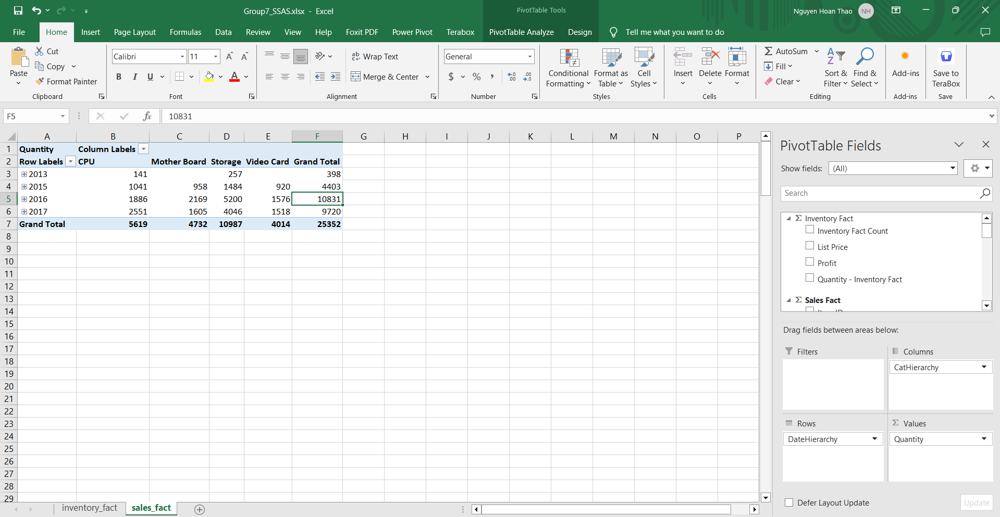 Group7_SSAS.xlsx - Excel
PivotTable Tools
Nguyen Hoan Thao NH
File Home Insert Page Layout Formulas Data Review View Help Foxit PDF Power Pivot Terabox PivotTable Analyze Design Tell me what you want to do
Paste
Cut
Copy
Format Painter
Clipboard
Calibri 11
B I U
Font
Wrap Text
Merge & Center
Alignment
General
$ % ,
Number
Conditional Formatting
Format as Table
Cell Styles
Styles
Insert Delete Format
Cells
AutoSum
Fill
Clear
Sort & Filter
Find & Select
Editing
Add-ins
Add-ins
Save to TeraBox
Save
F5 fx 10831
A B C D E F G H I J K L M N O P
1 Quantity Column Labels
2 Row Labels CPU Mother Board Storage Video Card Grand Total
3 2013 141 257 398
4 2015 1041 958 1484 920 4403
5 2016 1886 2169 5200 1576 10831
6 2017 2551 1605 4046 1518 9720
7 Grand Total 5619 4732 10987 4014 25352
8
9
10
11
12
13
14
15
16
17
18
19
20
21
22
23
24
25
26
27
28
29
inventory_fact sales_fact
PivotTable Fields
Show fields: (All)
Search
Σ Inventory Fact
Inventory Fact Count
List Price
Profit
Quantity - Inventory Fact
Σ Sales Fact
Drag fields between areas below:
Filters
Columns
CatHierarchy
Rows
DateHierarchy
Σ Values
Quantity
Defer Layout Update
Update